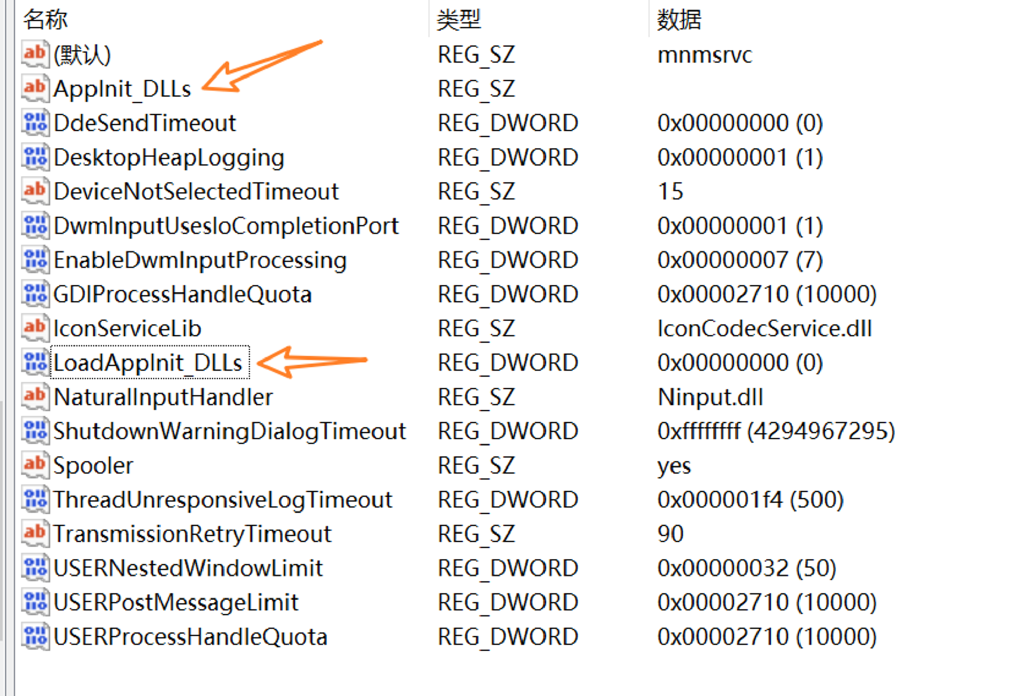 名称 类型 数据
(默认) REG_SZ mnmsrvc
AppInit_DLLs REG_SZ
DdeSendTimeout REG_DWORD 0x00000000 (0)
DesktopHeapLogging REG_DWORD 0x00000001 (1)
DeviceNotSelectedTimeout REG_SZ 15
DwmInputUsesIoCompletionPort REG_DWORD 0x00000001 (1)
EnableDwmInputProcessing REG_DWORD 0x00000007 (7)
GDIProcessHandleQuota REG_DWORD 0x00002710 (10000)
IconServiceLib REG_SZ IconCodecService.dll
LoadAppInit_DLLs REG_DWORD 0x00000000 (0)
NaturalInputHandler REG_SZ Ninput.dll
ShutdownWarningDialogTimeout REG_DWORD 0xffffffff (4294967295)
Spooler REG_SZ yes
ThreadUnresponsiveLogTimeout REG_DWORD 0x000001f4 (500)
TransmissionRetryTimeout REG_SZ 90
USERNestedWindowLimit REG_DWORD 0x00000032 (50)
USERPostMessageLimit REG_DWORD 0x00002710 (10000)
USERProcessHandleQuota REG_DWORD 0x00002710 (10000)